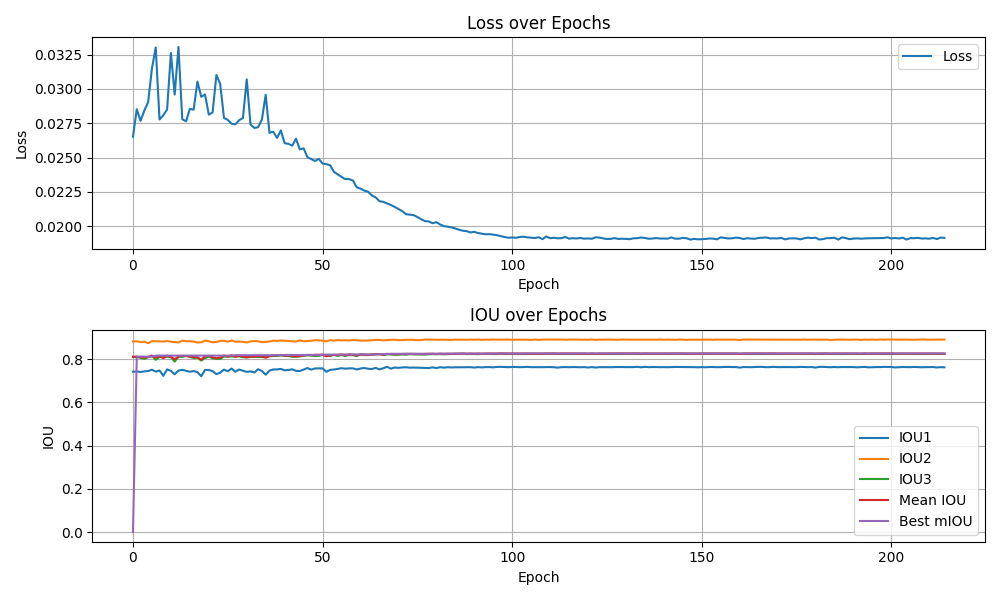 Loss over Epochs
0.0325
0.0300
0.0275
0.0250
0.0225
0.0200
Loss
Loss
0
50
100
150
200
Epoch
IOU over Epochs
0.8
0.6
0.4
0.2
0.0
IOU
IOU1
IOU2
IOU3
Mean IOU
Best mIOU
0
50
100
150
200
Epoch